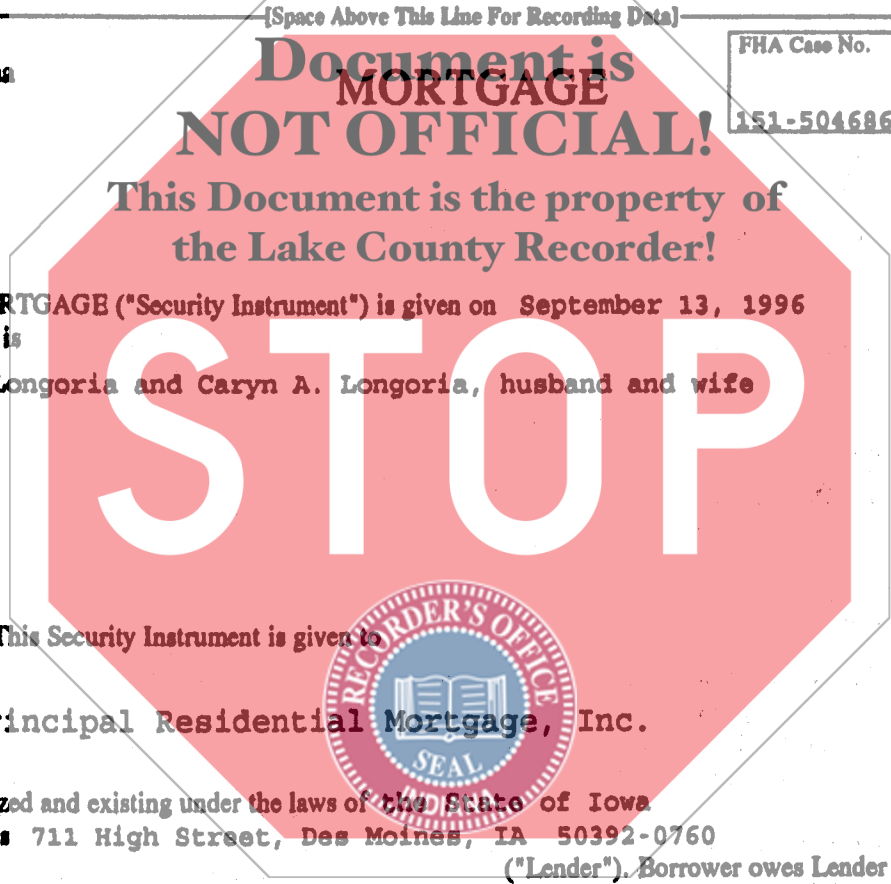 [Space Above This Line For Recording Data]
Document is
FHA Case No.
MORTGAGE
NOT OFFICIAL!
151-504686
This Document is the property of
the Lake County Recorder!
RTGAGE ("Security Instrument") is given on September 13, 1996
is
Longoria and Caryn A. Longoria, husband and wife
STOP
This Security Instrument is given to
RECORDER'S OFFICE
rincipal Residential Mortgage, Inc.
SEAL
INDIANA
zed and existing under the laws of the State of Iowa
s 711 High Street, Des Moines, IA 50392-0760
("Lender"). Borrower owes Lender